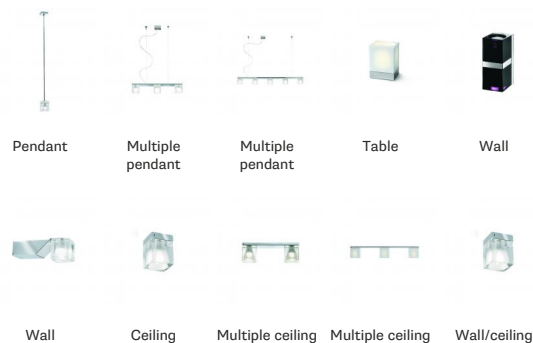 Pendant
Multiple
pendant
Multiple
pendant
Table
Wall
Wall
Ceiling
Multiple ceiling
Multiple ceiling
Wall/ceiling